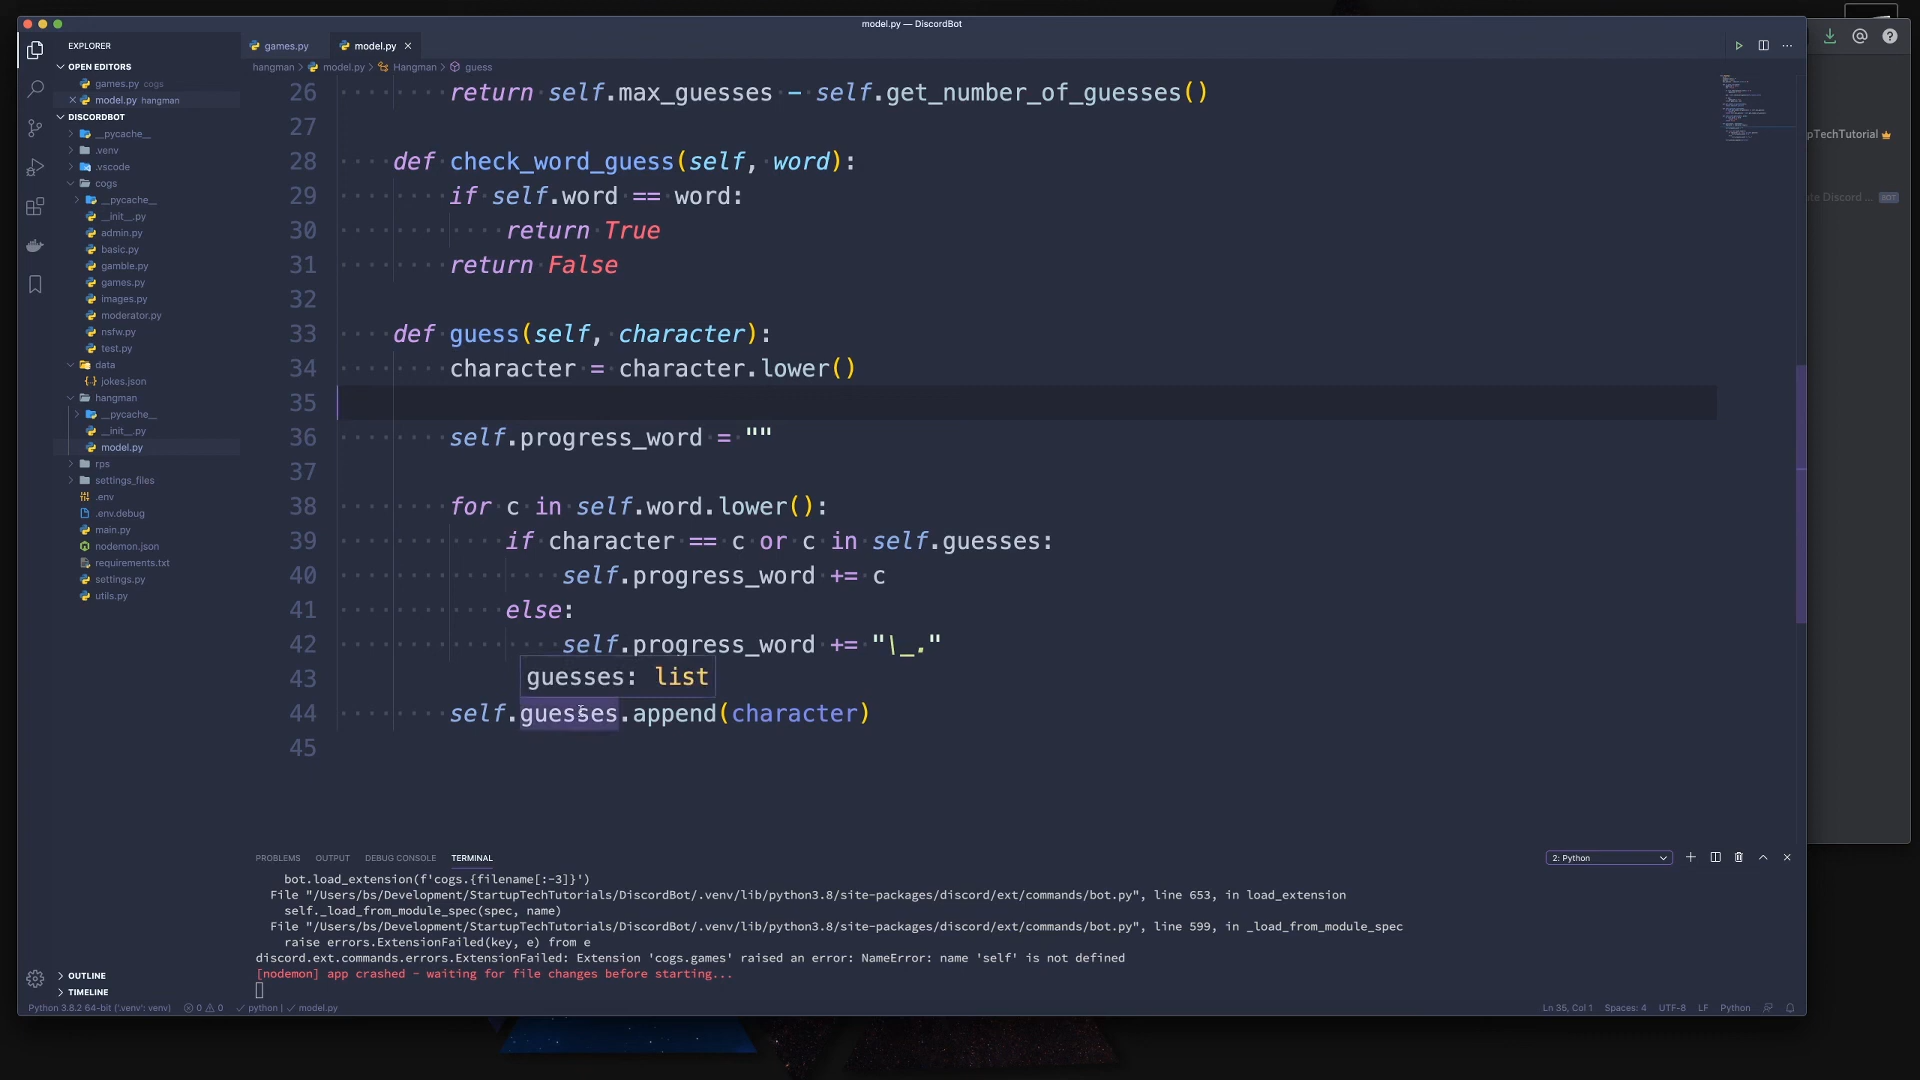 model.py — DiscordBot
EXPLORER
games.py
model.py
OPEN EDITORS
games.py cogs
model.py hangman
DISCORDBOT
__pycache__
.venv
.vscode
cogs
__pycache__
__init__.py
admin.py
basic.py
gamble.py
games.py
images.py
moderator.py
nsfw.py
test.py
data
jokes.json
hangman
__pycache__
__init__.py
model.py
rps
settings_files
.env
.env.debug
main.py
nodemon.json
requirements.txt
settings.py
utils.py
OUTLINE
TIMELINE
hangman > model.py > Hangman > guess
26 return self.max_guesses - self.get_number_of_guesses()
27
28 def check_word_guess(self, word):
29 if self.word == word:
30 return True
31 return False
32
33 def guess(self, character):
34 character = character.lower()
35
36 self.progress_word = ""
37
38 for c in self.word.lower():
39 if character == c or c in self.guesses:
40 self.progress_word += c
41 else:
42 self.progress_word += "\_."
43
guesses: list
44 self.guesses.append(character)
45
PROBLEMS OUTPUT DEBUG CONSOLE TERMINAL
2: Python
bot.load_extension(f'cogs.{filename[:-3]}')
File "/Users/bs/Development/StartupTechTutorials/DiscordBot/.venv/lib/python3.8/site-packages/discord/ext/commands/bot.py", line 653, in load_extension
self._load_from_module_spec(spec, name)
File "/Users/bs/Development/StartupTechTutorials/DiscordBot/.venv/lib/python3.8/site-packages/discord/ext/commands/bot.py", line 599, in _load_from_module_spec
raise errors.ExtensionFailed(key, e) from e
discord.ext.commands.errors.ExtensionFailed: Extension 'cogs.games' raised an error: NameError: name 'self' is not defined
[nodemon] app crashed - waiting for file changes before starting...
Python 3.8.2 64-bit ('.venv': venv) 0 0 python | model.py
Ln 35, Col 1 Spaces: 4 UTF-8 LF Python
pTechTutorial
te Discord ... BOT